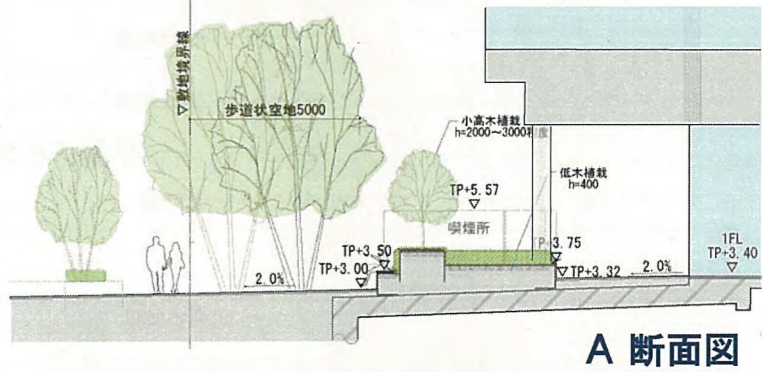 ▽敷地境界線
歩道状空地5000
小高木植栽
h=2000～3000程度
低木植栽
h=400
TP+5.57
喫煙所
TP+3.50
TP+3.00
2.0%
TP+3.75
TP+3.32
2.0%
1FL
TP+3.40
A 断面図